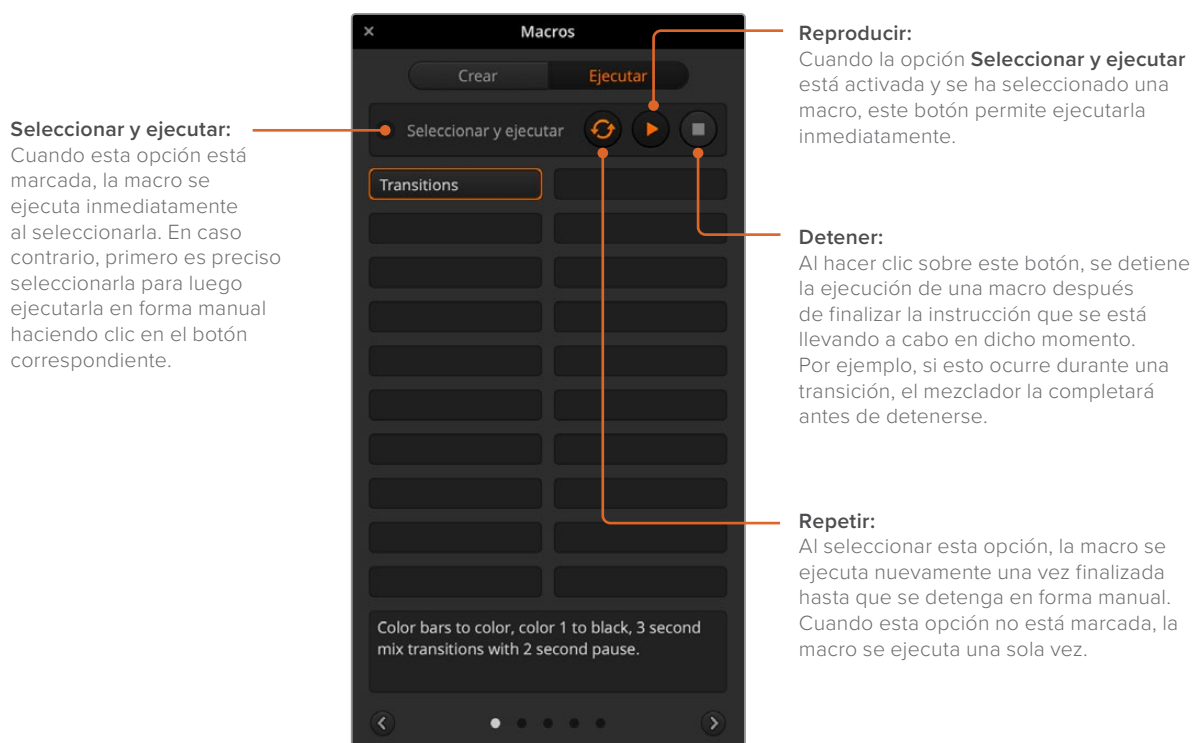 Seleccionar y ejecutar:
Cuando esta opción está
marcada, la macro se
ejecuta inmediatamente
al seleccionarla. En caso
contrario, primero es preciso
seleccionarla para luego
ejecutarla en forma manual
haciendo clic en el botón
correspondiente.
× Macros
Crear Ejecutar
Seleccionar y ejecutar
Transitions
Color bars to color, color 1 to black, 3 second
mix transitions with 2 second pause.
Reproducir:
Cuando la opción Seleccionar y ejecutar
está activada y se ha seleccionado una
macro, este botón permite ejecutarla
inmediatamente.
Detener:
Al hacer clic sobre este botón, se detiene
la ejecución de una macro después
de finalizar la instrucción que se está
llevando a cabo en dicho momento.
Por ejemplo, si esto ocurre durante una
transición, el mezclador la completará
antes de detenerse.
Repetir:
Al seleccionar esta opción, la macro se
ejecuta nuevamente una vez finalizada
hasta que se detenga en forma manual.
Cuando esta opción no está marcada, la
macro se ejecuta una sola vez.